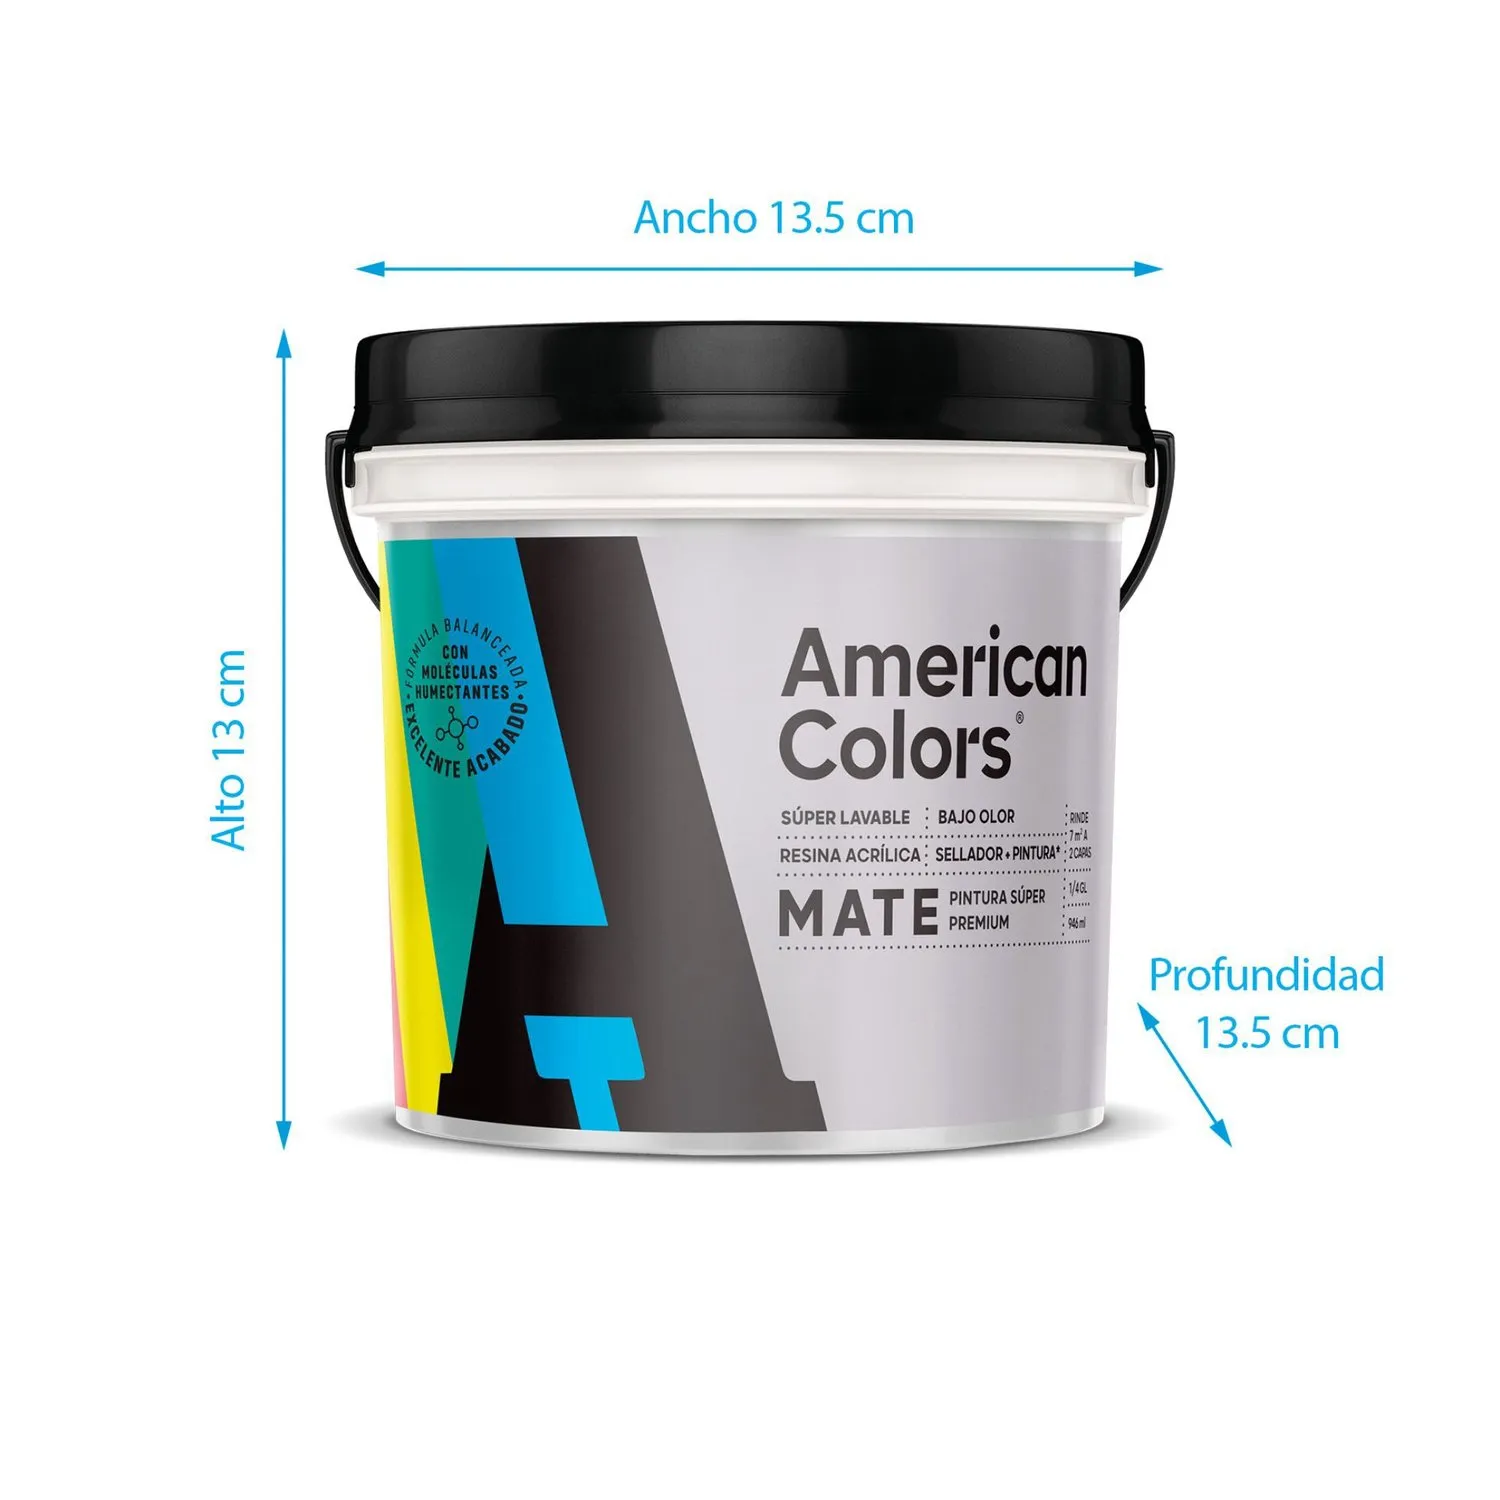 Ancho 13.5 cm
Alto 13 cm
FORMULA BALANCEADA
CON
MOLÉCULAS
HUMECTANTES
EXCELENTE ACABADO
American
Colors®
SÚPER LAVABLE BAJO OLOR
RESINA ACRÍLICA SELLADOR + PINTURA*
RINDE
7 m² A
2 CAPAS
MATE
PINTURA SÚPER
PREMIUM
1/4 GL
946 ml
Profundidad
13.5 cm